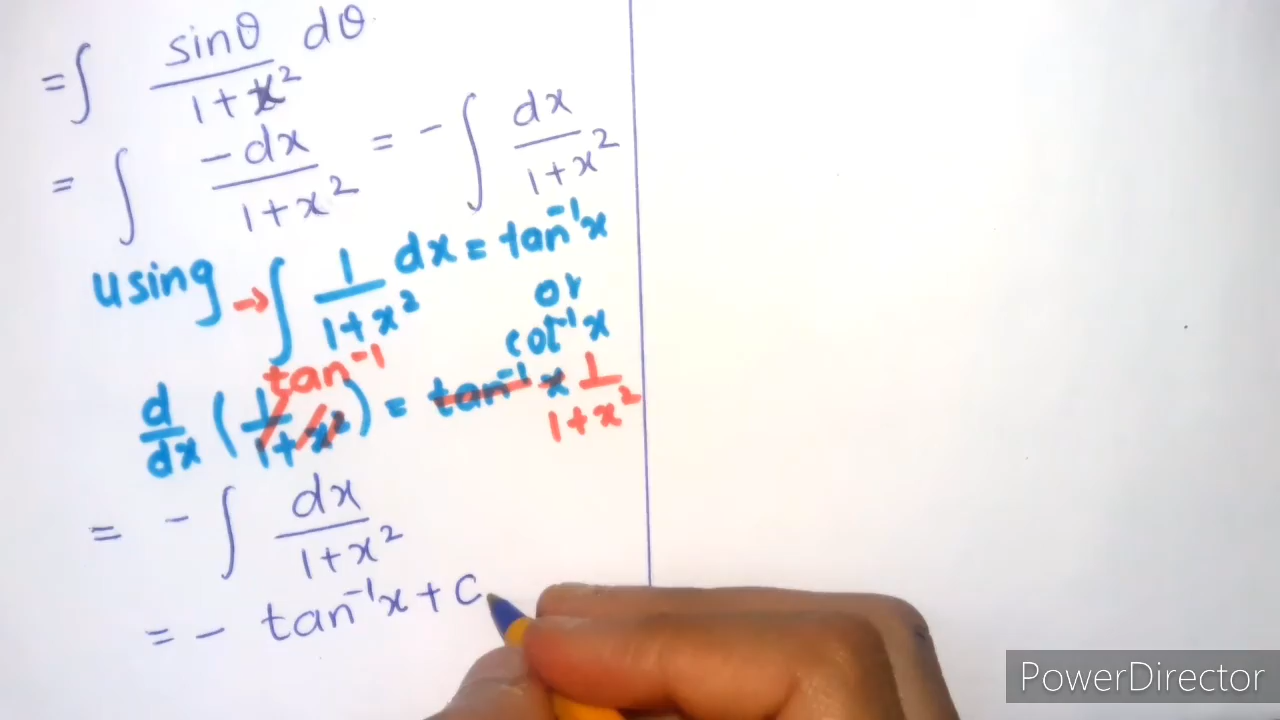 =∫ sinθ/1+x² dθ
= ∫ -dx/1+x² = -∫ dx/1+x²
using → ∫ 1/1+x² dx = tan⁻¹x
or
cot⁻¹x
tan⁻¹
d/dx (1/1+x²) = tan⁻¹ x 1/1+x²
= -∫ dx/1+x²
= - tan⁻¹x + C
PowerDirector